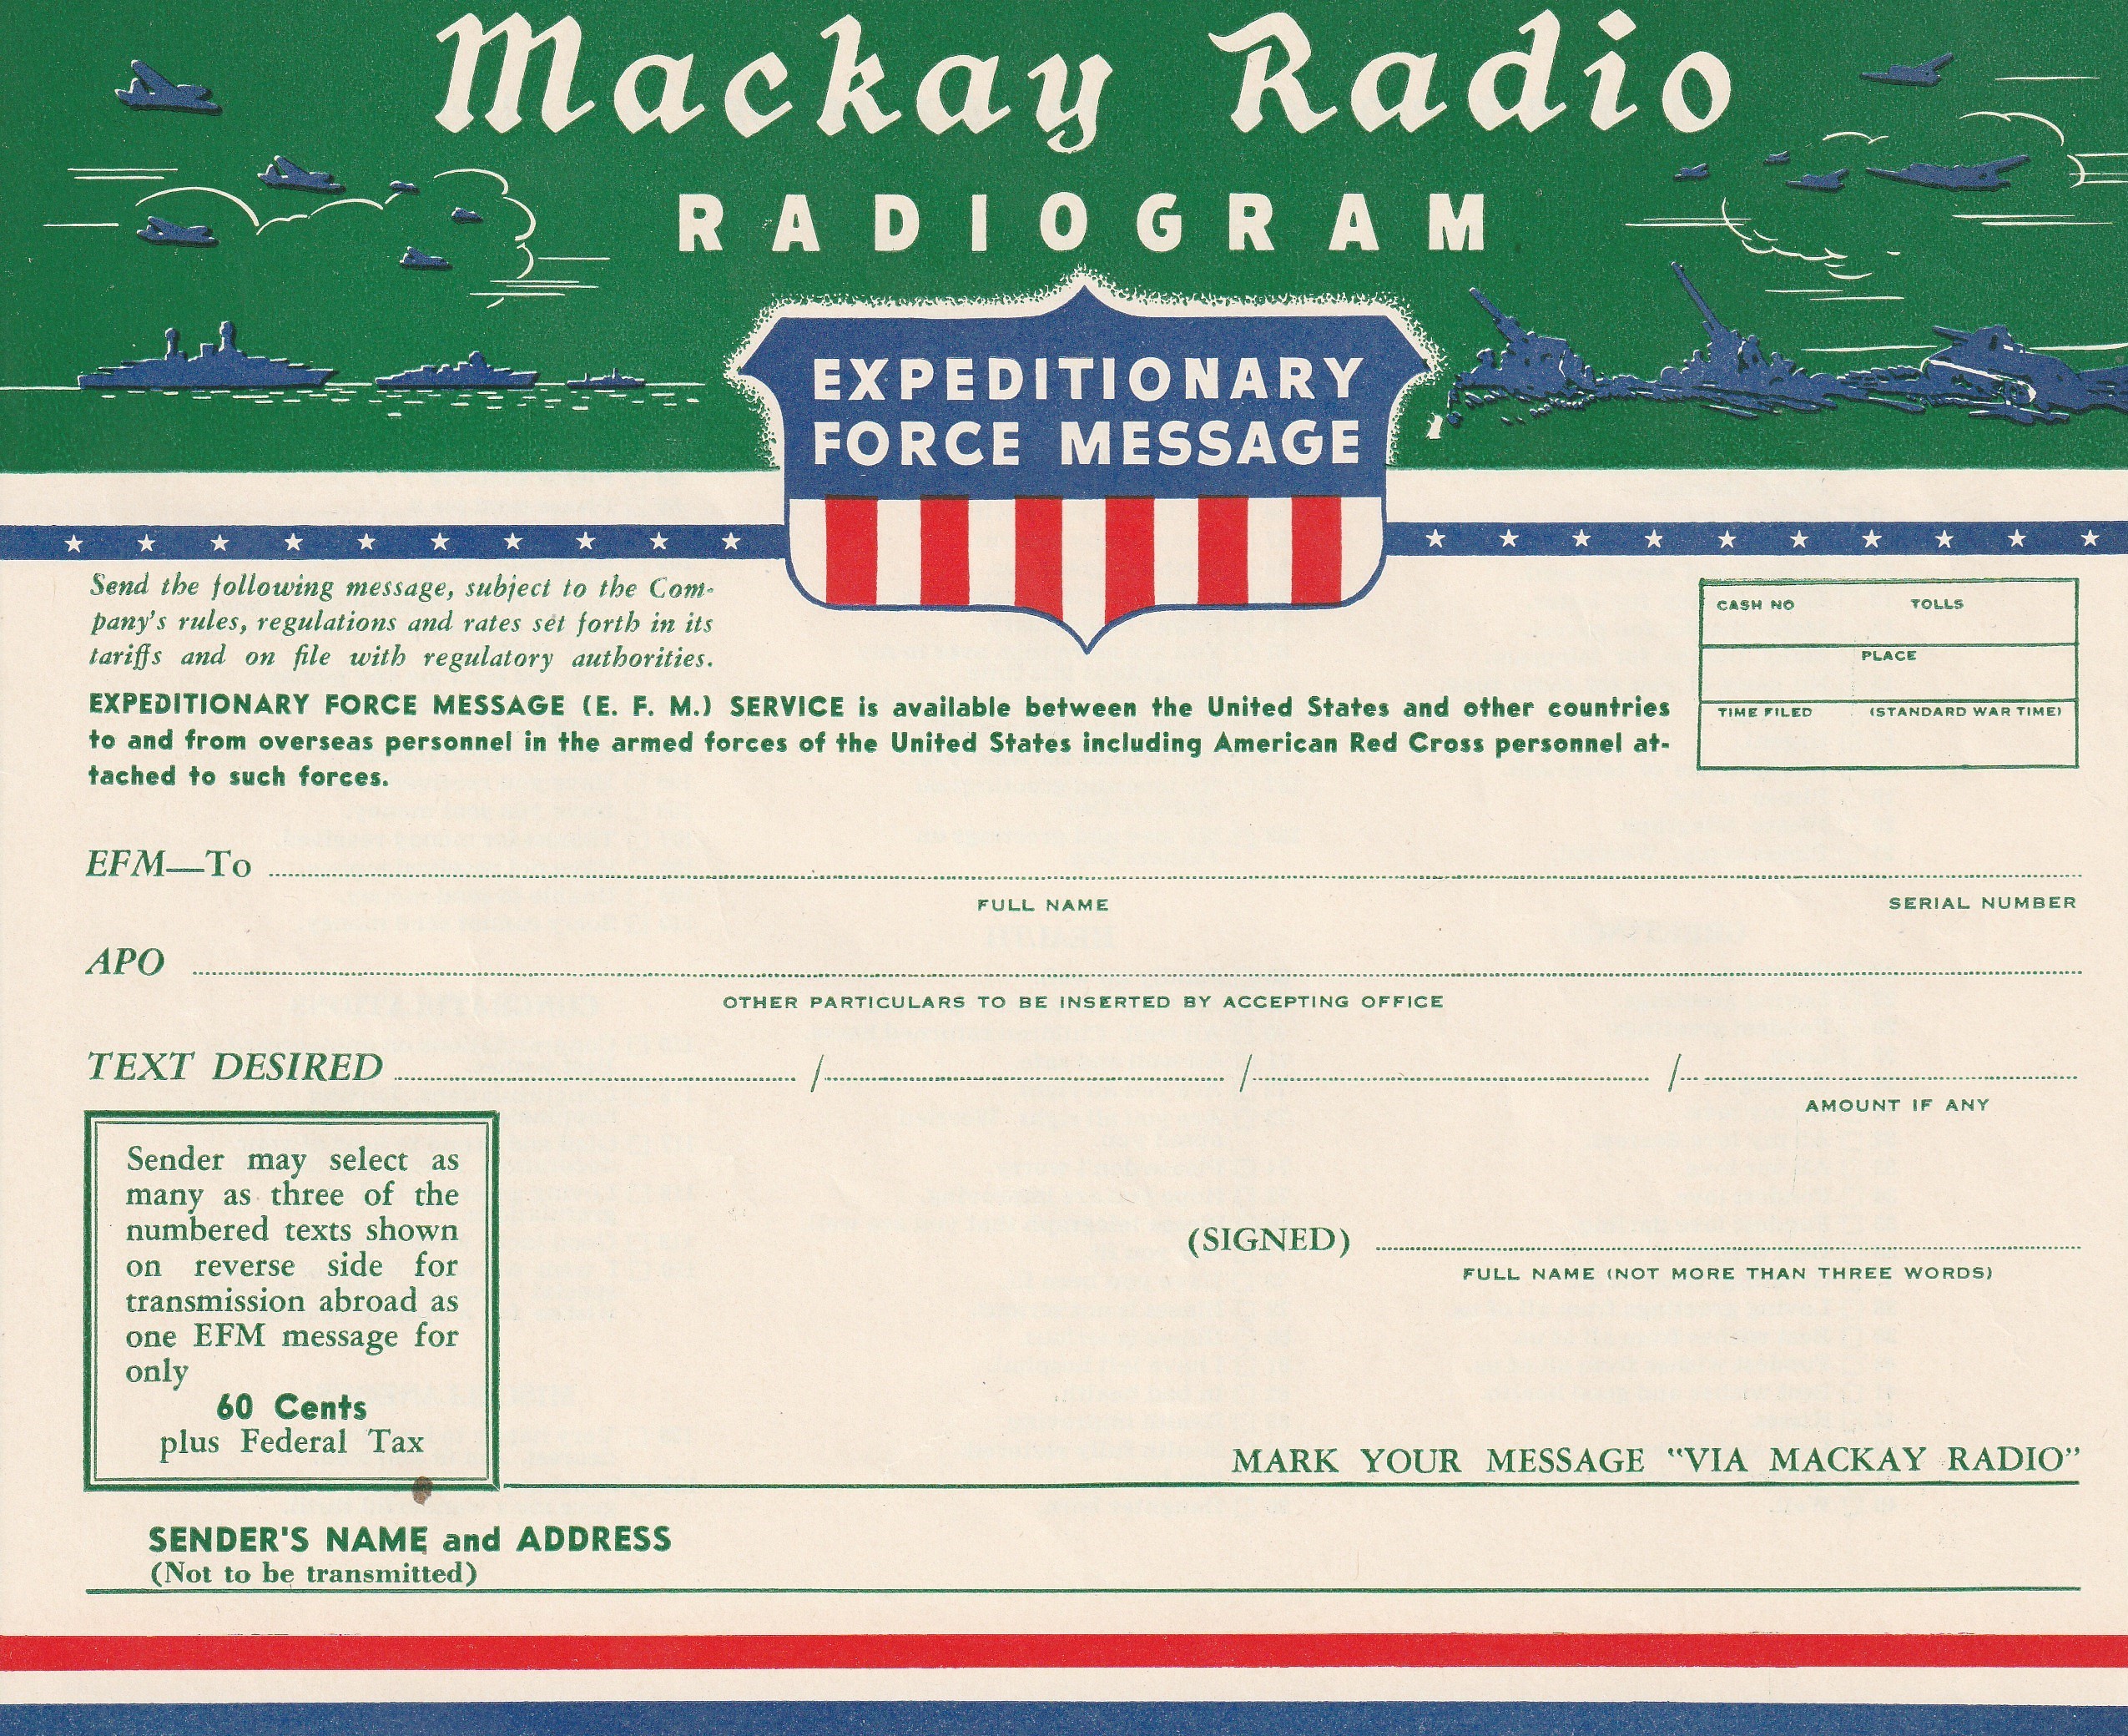 Mackay Radio
RADIOGRAM
EXPEDITIONARY
FORCE MESSAGE
Send the following message, subject to the Com-
pany's rules, regulations and rates set forth in its
tariffs and on file with regulatory authorities.
CASH NO TOLLS
PLACE
TIME FILED (STANDARD WAR TIME)
EXPEDITIONARY FORCE MESSAGE (E. F. M.) SERVICE is available between the United States and other countries
to and from overseas personnel in the armed forces of the United States including American Red Cross personnel at-
tached to such forces.
EFM—To
FULL NAME SERIAL NUMBER
APO
OTHER PARTICULARS TO BE INSERTED BY ACCEPTING OFFICE
TEXT DESIRED / / /
AMOUNT IF ANY
Sender may select as
many as three of the
numbered texts shown
on reverse side for
transmission abroad as
one EFM message for
only
60 Cents
plus Federal Tax
(SIGNED)
FULL NAME (NOT MORE THAN THREE WORDS)
MARK YOUR MESSAGE "VIA MACKAY RADIO"
SENDER'S NAME and ADDRESS
(Not to be transmitted)